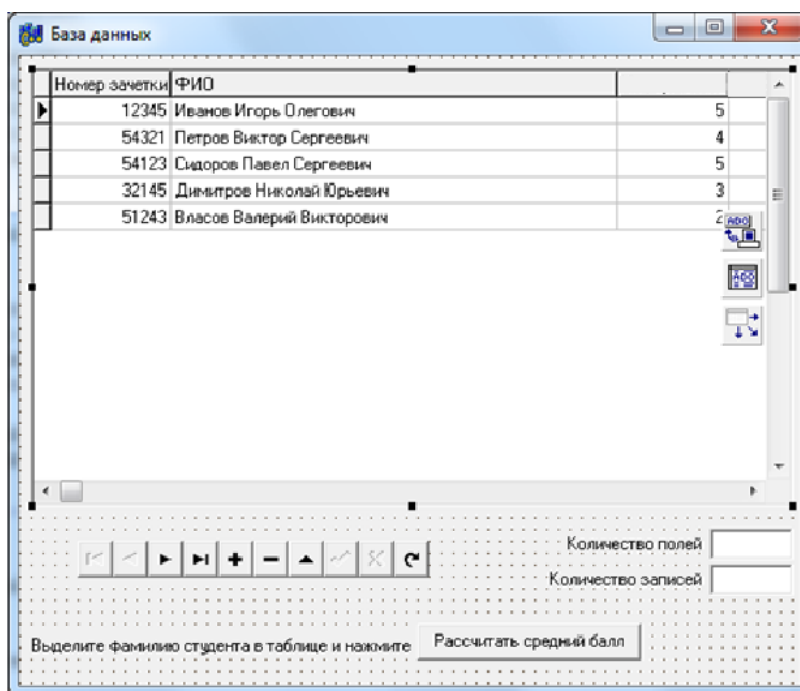 База данных
Номер зачетки ФИО
12345 Иванов Игорь Олегович 5
54321 Петров Виктор Сергеевич 4
54123 Сидоров Павел Сергеевич 5
32145 Димитров Николай Юрьевич 3
51243 Власов Валерий Викторович 2
Количество полей
Количество записей
Выделите фамилию студента в таблице и нажмите Рассчитать средний балл